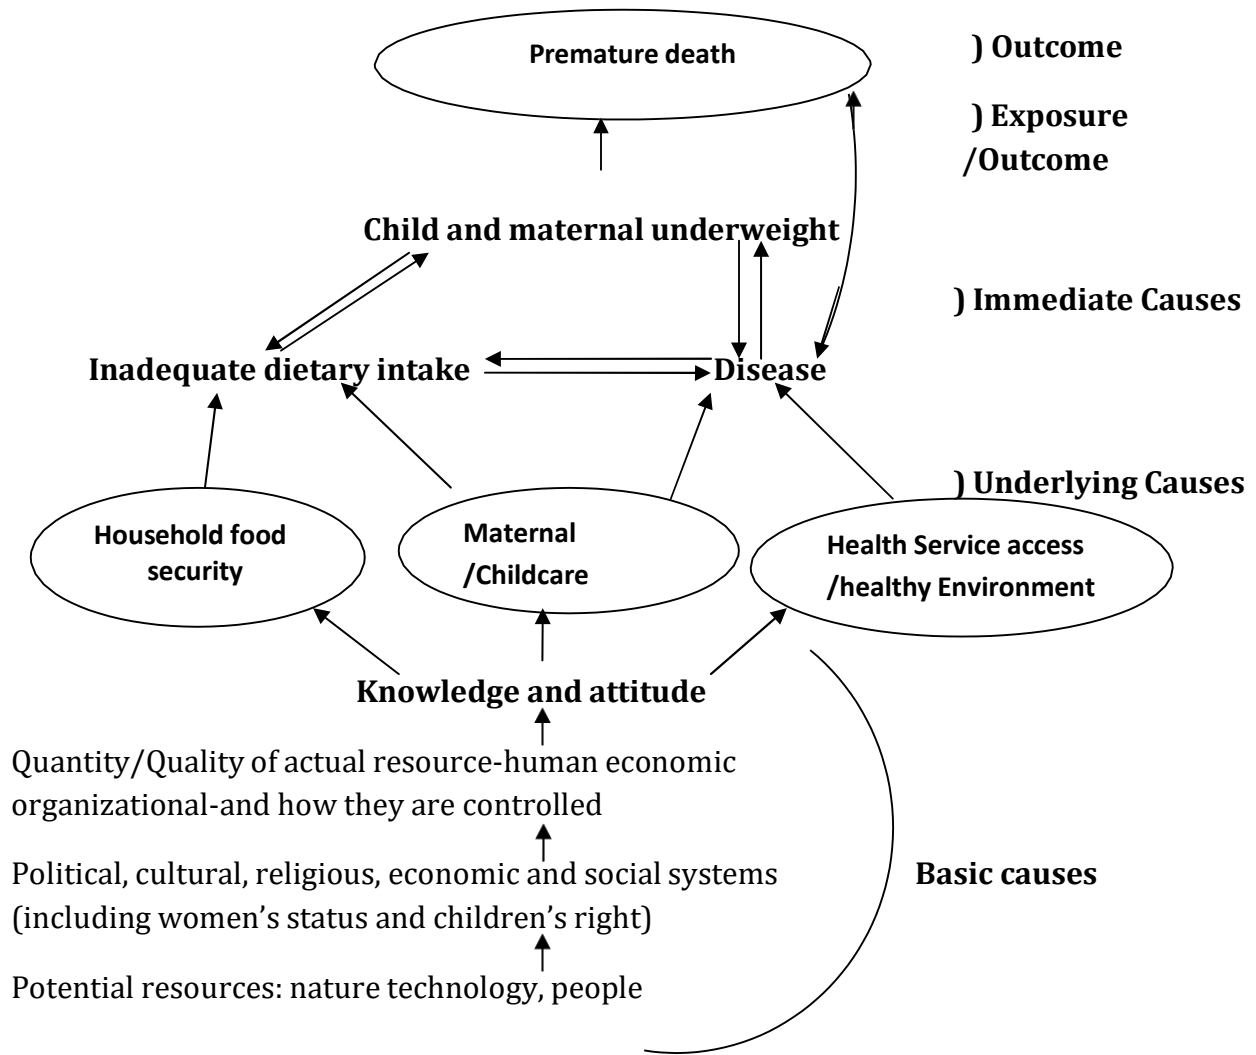 Premature death
) Outcome
) Exposure
/Outcome
Child and maternal underweight
) Immediate Causes
Inadequate dietary intake
Disease
) Underlying Causes
Household food
security
Maternal
/Childcare
Health Service access
/healthy Environment
Knowledge and attitude
Quantity/Quality of actual resource-human economic
organizational-and how they are controlled
Political, cultural, religious, economic and social systems
(including women’s status and children’s right)
Basic causes
Potential resources: nature technology, people